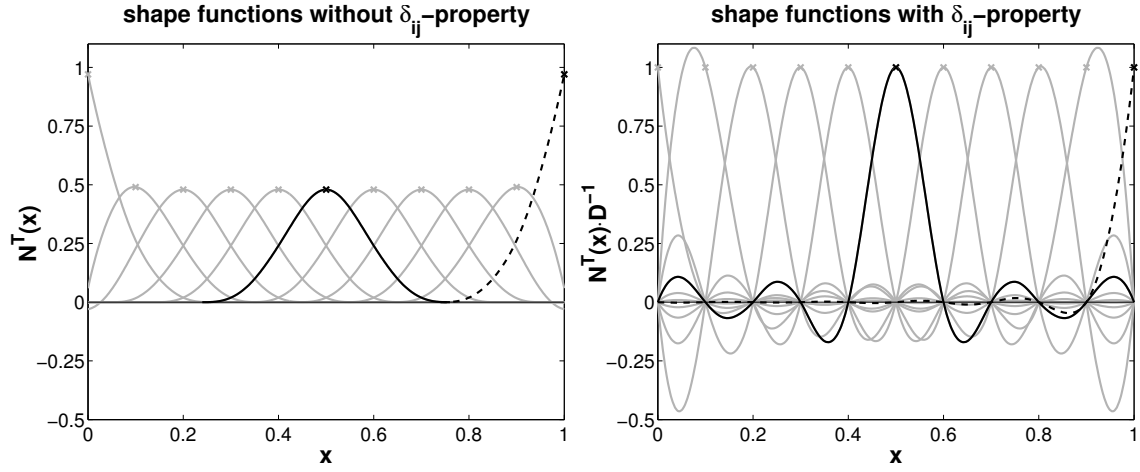 shape functions without δij−property
1
0.75
0.5
0.25
0
−0.25
−0.5
0 0.2 0.4 0.6 0.8 1
x
N^T(x)
shape functions with δij−property
1
0.75
0.5
0.25
0
−0.25
−0.5
0 0.2 0.4 0.6 0.8 1
x
N^T(x)·D^−1